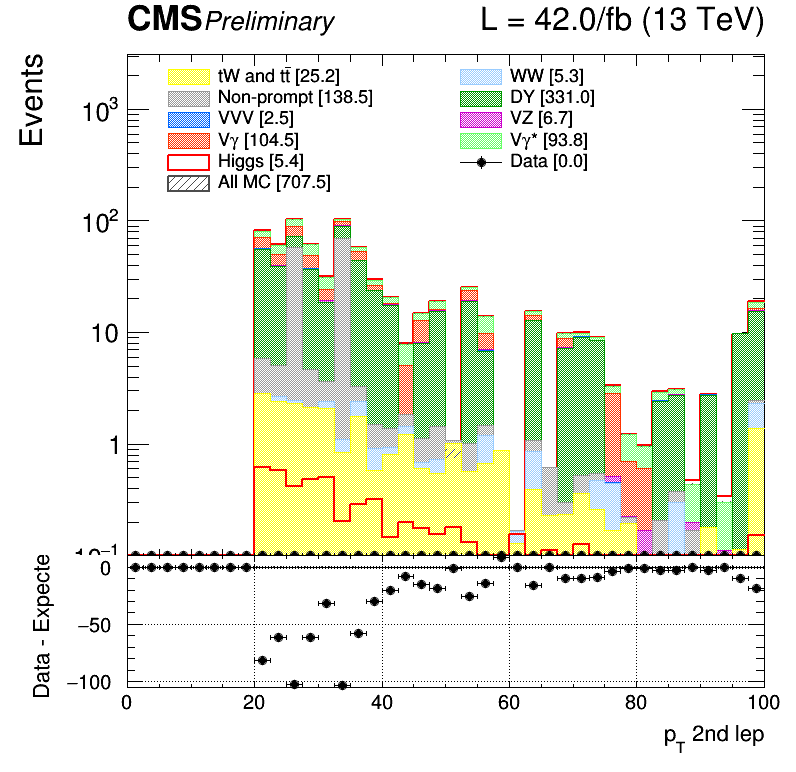 CMS Preliminary L = 42.0/fb (13 TeV)
Events
tW and tt̄ [25.2] WW [5.3]
Non-prompt [138.5] DY [331.0]
VVV [2.5] VZ [6.7]
Vγ [104.5] Vγ* [93.8]
Higgs [5.4] Data [0.0]
All MC [707.5]
10³
10²
10
1
10⁻¹
Data - Expecte
0
−50
−100
0 20 40 60 80 100
p_T 2nd lep